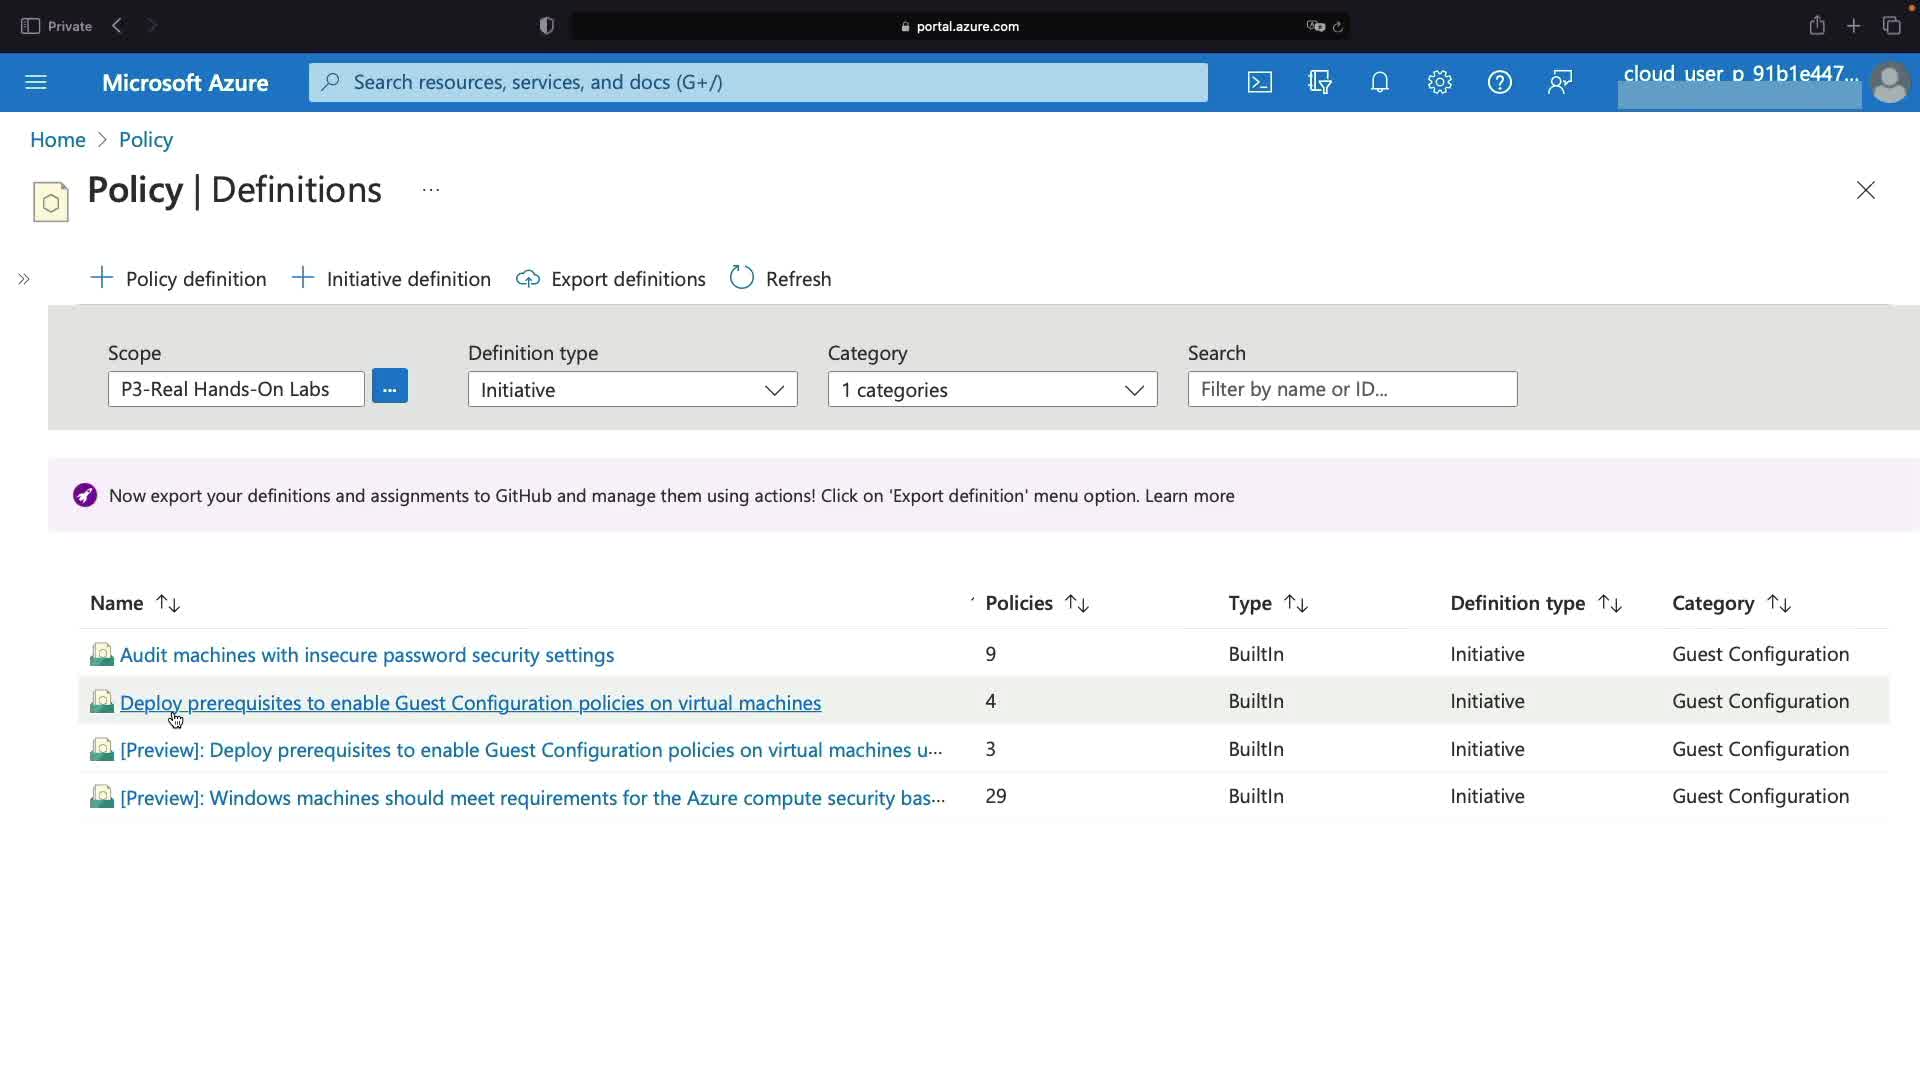 Private
portal.azure.com
Microsoft Azure
Search resources, services, and docs (G+/)
cloud_user_p_91b1e447...
Home > Policy
Policy | Definitions ...
Policy definition
Initiative definition
Export definitions
Refresh
Scope
Definition type
Category
Search
P3-Real Hands-On Labs
...
Initiative
1 categories
Filter by name or ID...
Now export your definitions and assignments to GitHub and manage them using actions! Click on 'Export definition' menu option. Learn more
Name Policies Type Definition type Category
Audit machines with insecure password security settings 9 BuiltIn Initiative Guest Configuration
Deploy prerequisites to enable Guest Configuration policies on virtual machines 4 BuiltIn Initiative Guest Configuration
[Preview]: Deploy prerequisites to enable Guest Configuration policies on virtual machines u... 3 BuiltIn Initiative Guest Configuration
[Preview]: Windows machines should meet requirements for the Azure compute security bas... 29 BuiltIn Initiative Guest Configuration